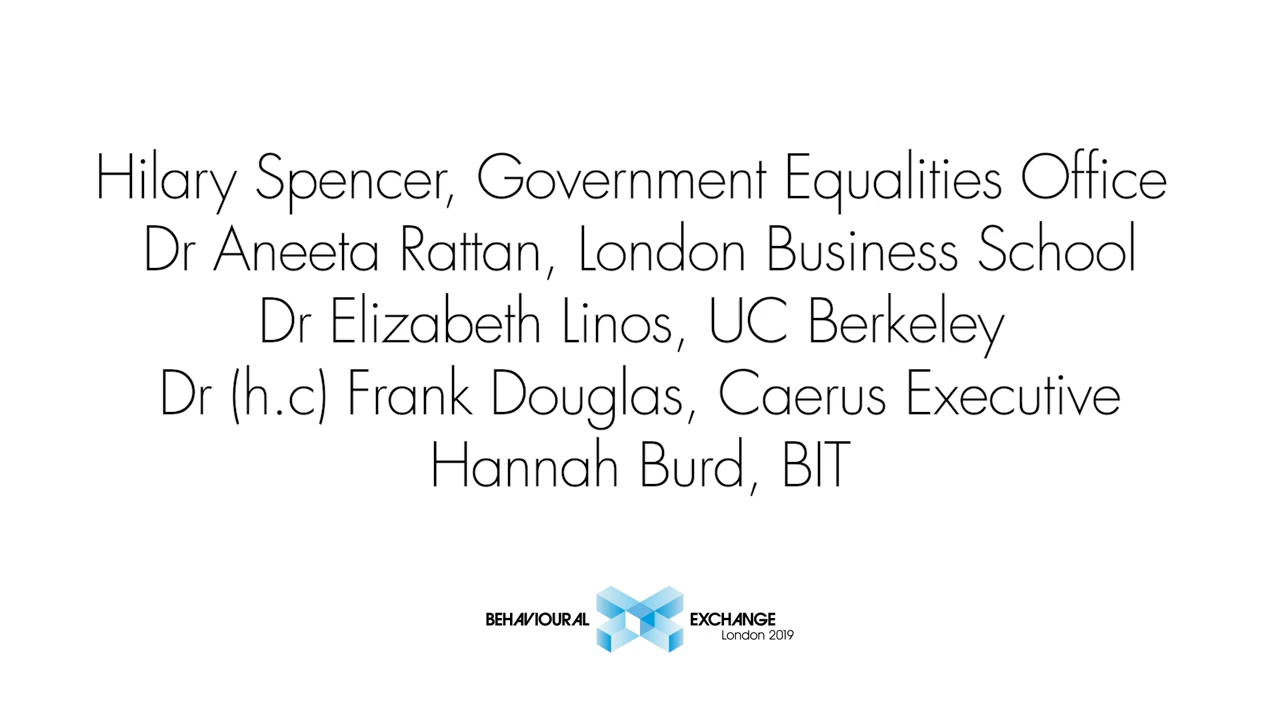 Hilary Spencer, Government Equalities Office
Dr Aneeta Rattan, London Business School
Dr Elizabeth Linos, UC Berkeley
Dr (h.c) Frank Douglas, Caerus Executive
Hannah Burd, BIT
BEHAVIOURAL EXCHANGE
London 2019